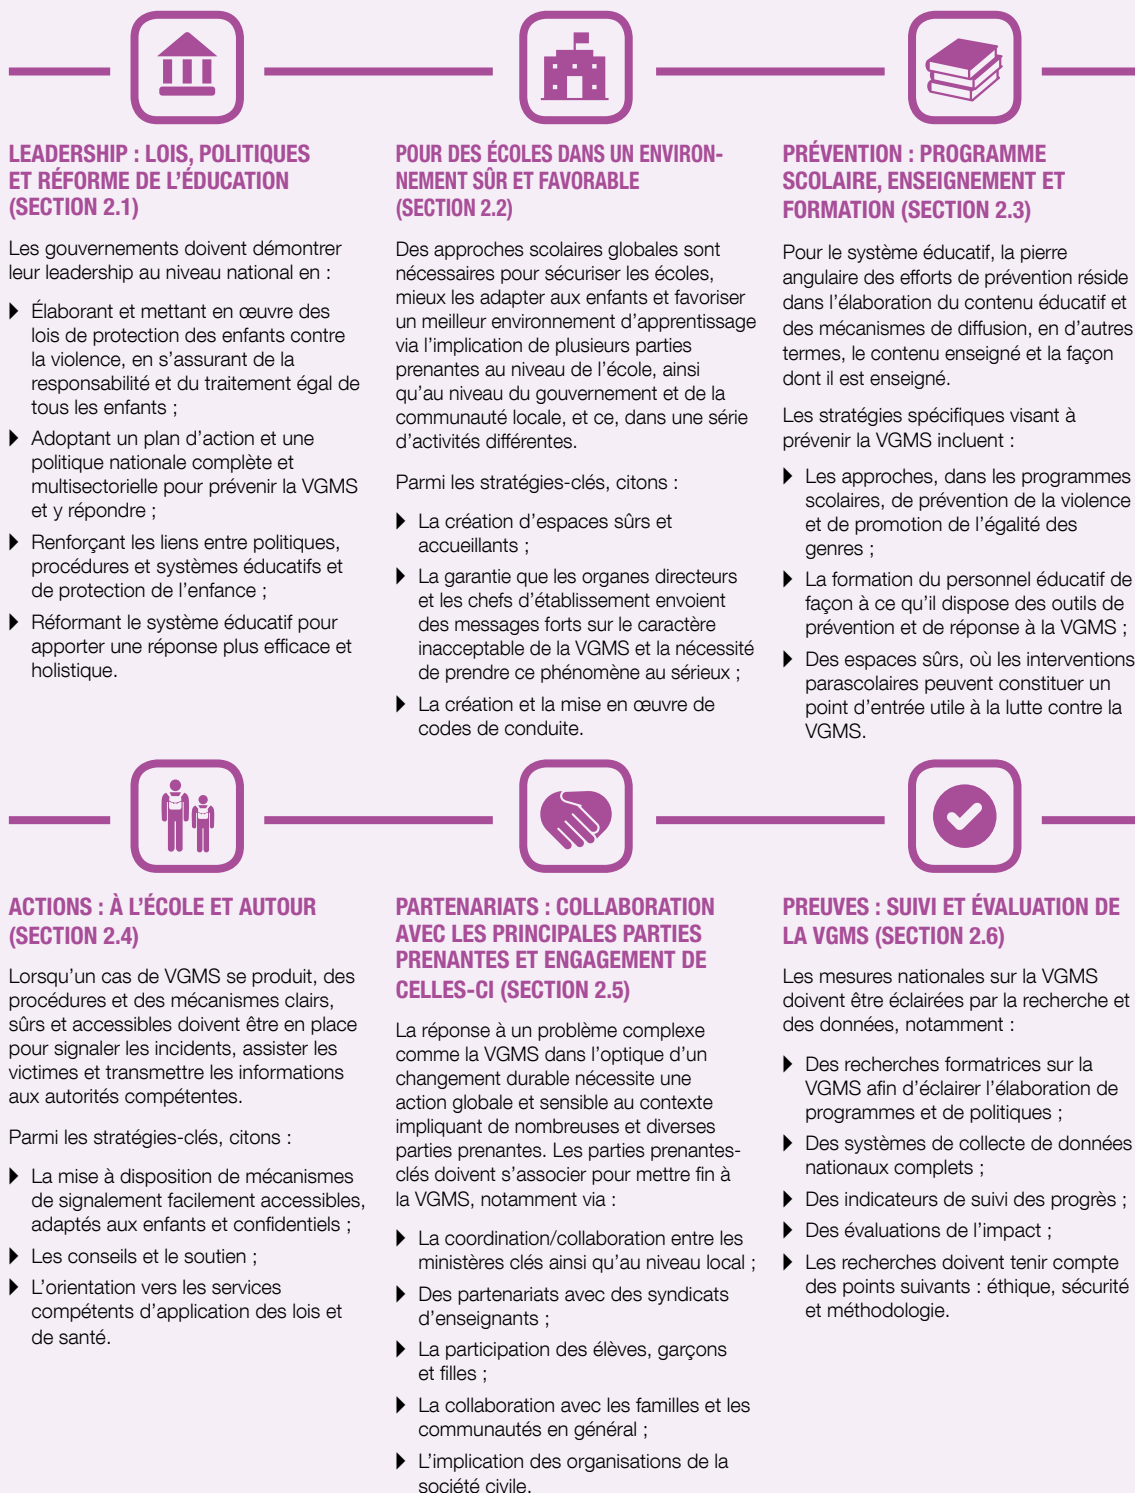 LEADERSHIP : LOIS, POLITIQUES
ET RÉFORME DE L’ÉDUCATION
(SECTION 2.1)
Les gouvernements doivent démontrer
leur leadership au niveau national en :
Élaborant et mettant en œuvre des
lois de protection des enfants contre
la violence, en s’assurant de la
responsabilité et du traitement égal de
tous les enfants ;
Adoptant un plan d’action et une
politique nationale complète et
multisectorielle pour prévenir la VGMS
et y répondre ;
Renforçant les liens entre politiques,
procédures et systèmes éducatifs et
de protection de l’enfance ;
Réformant le système éducatif pour
apporter une réponse plus efficace et
holistique.
POUR DES ÉCOLES DANS UN ENVIRON-
NEMENT SÛR ET FAVORABLE
(SECTION 2.2)
Des approches scolaires globales sont
nécessaires pour sécuriser les écoles,
mieux les adapter aux enfants et favoriser
un meilleur environnement d’apprentissage
via l’implication de plusieurs parties
prenantes au niveau de l’école, ainsi
qu’au niveau du gouvernement et de la
communauté locale, et ce, dans une série
d’activités différentes.
Parmi les stratégies-clés, citons :
La création d’espaces sûrs et
accueillants ;
La garantie que les organes directeurs
et les chefs d’établissement envoient
des messages forts sur le caractère
inacceptable de la VGMS et la nécessité
de prendre ce phénomène au sérieux ;
La création et la mise en œuvre de
codes de conduite.
PRÉVENTION : PROGRAMME
SCOLAIRE, ENSEIGNEMENT ET
FORMATION (SECTION 2.3)
Pour le système éducatif, la pierre
angulaire des efforts de prévention réside
dans l’élaboration du contenu éducatif et
des mécanismes de diffusion, en d’autres
termes, le contenu enseigné et la façon
dont il est enseigné.
Les stratégies spécifiques visant à
prévenir la VGMS incluent :
Les approches, dans les programmes
scolaires, de prévention de la violence
et de promotion de l’égalité des
genres ;
La formation du personnel éducatif de
façon à ce qu’il dispose des outils de
prévention et de réponse à la VGMS ;
Des espaces sûrs, où les interventions
parascolaires peuvent constituer un
point d’entrée utile à la lutte contre la
VGMS.
ACTIONS : À L’ÉCOLE ET AUTOUR
(SECTION 2.4)
Lorsqu’un cas de VGMS se produit, des
procédures et des mécanismes clairs,
sûrs et accessibles doivent être en place
pour signaler les incidents, assister les
victimes et transmettre les informations
aux autorités compétentes.
Parmi les stratégies-clés, citons :
La mise à disposition de mécanismes
de signalement facilement accessibles,
adaptés aux enfants et confidentiels ;
Les conseils et le soutien ;
L’orientation vers les services
compétents d’application des lois et
de santé.
PARTENARIATS : COLLABORATION
AVEC LES PRINCIPALES PARTIES
PRENANTES ET ENGAGEMENT DE
CELLES-CI (SECTION 2.5)
La réponse à un problème complexe
comme la VGMS dans l’optique d’un
changement durable nécessite une
action globale et sensible au contexte
impliquant de nombreuses et diverses
parties prenantes. Les parties prenantes-
clés doivent s’associer pour mettre fin à
la VGMS, notamment via :
La coordination/collaboration entre les
ministères clés ainsi qu’au niveau local ;
Des partenariats avec des syndicats
d’enseignants ;
La participation des élèves, garçons
et filles ;
La collaboration avec les familles et les
communautés en général ;
L’implication des organisations de la
société civile.
PREUVES : SUIVI ET ÉVALUATION DE
LA VGMS (SECTION 2.6)
Les mesures nationales sur la VGMS
doivent être éclairées par la recherche et
des données, notamment :
Des recherches formatrices sur la
VGMS afin d’éclairer l’élaboration de
programmes et de politiques ;
Des systèmes de collecte de données
nationaux complets ;
Des indicateurs de suivi des progrès ;
Des évaluations de l’impact ;
Les recherches doivent tenir compte
des points suivants : éthique, sécurité
et méthodologie.